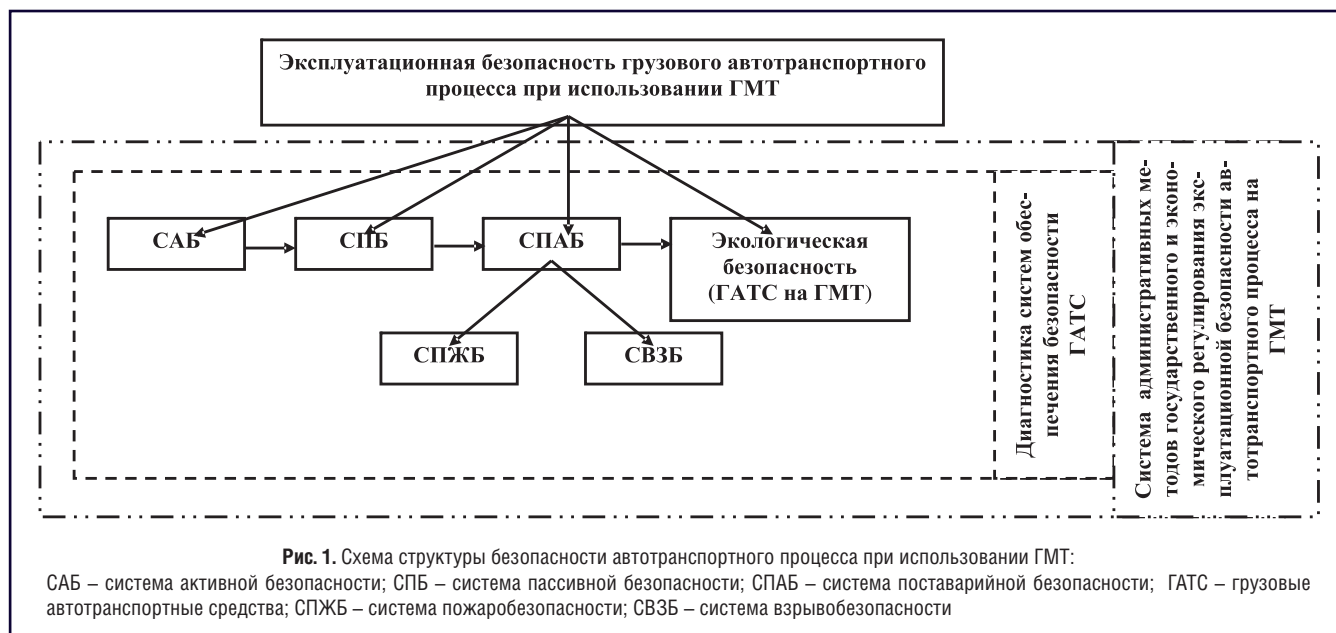 Эксплуатационная безопасность грузового автотранспортного
процесса при использовании ГМТ
САБ
СПБ
СПАБ
Экологическая
безопасность
(ГАТС на ГМТ)
СПЖБ
СВЗБ
Диагностика систем обес-
печения безопасности
ГАТС
Система административных ме-
тодов государственного и эконо-
мического регулирования экс-
плуатационной безопасности ав-
тотранспортного процесса на
ГМТ
Рис. 1. Схема структуры безопасности автотранспортного процесса при использовании ГМТ:
САБ – система активной безопасности; СПБ – система пассивной безопасности; СПАБ – система поставарийной безопасности; ГАТС – грузовые
автотранспортные средства; СПЖБ – система пожаробезопасности; СВЗБ – система взрывобезопасности